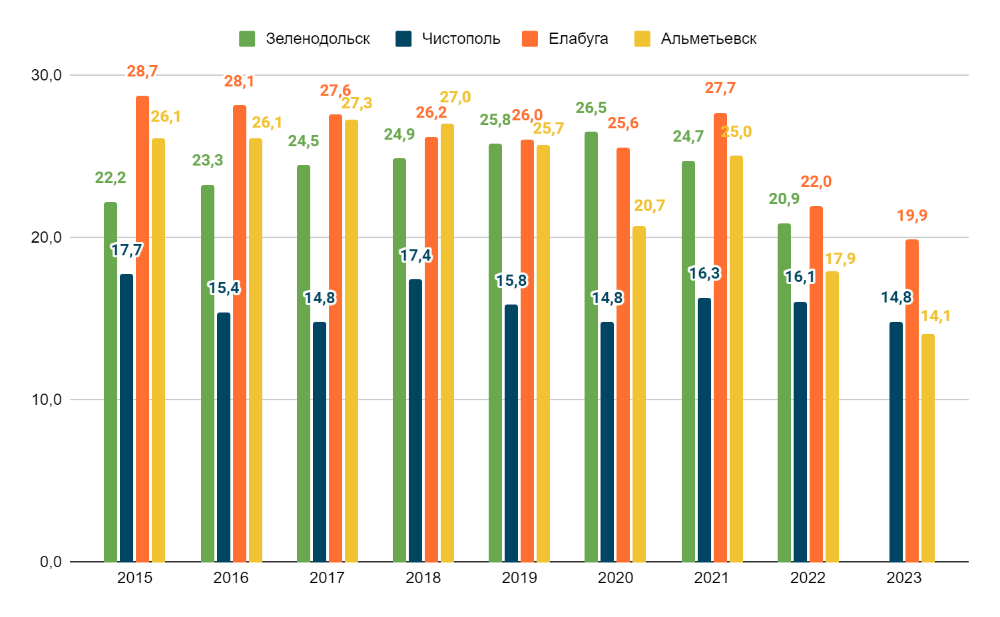 Зеленодольск Чистополь Елабуга Альметьевск
30,0
20,0
10,0
0,0
22,2 17,7 28,7 26,1
23,3 15,4 28,1 26,1
24,5 14,8 27,6 27,3
24,9 17,4 26,2 27,0
25,8 15,8 26,0 25,7
26,5 14,8 25,6 20,7
24,7 16,3 27,7 25,0
20,9 16,1 22,0 17,9
14,8 19,9 14,1
2015 2016 2017 2018 2019 2020 2021 2022 2023